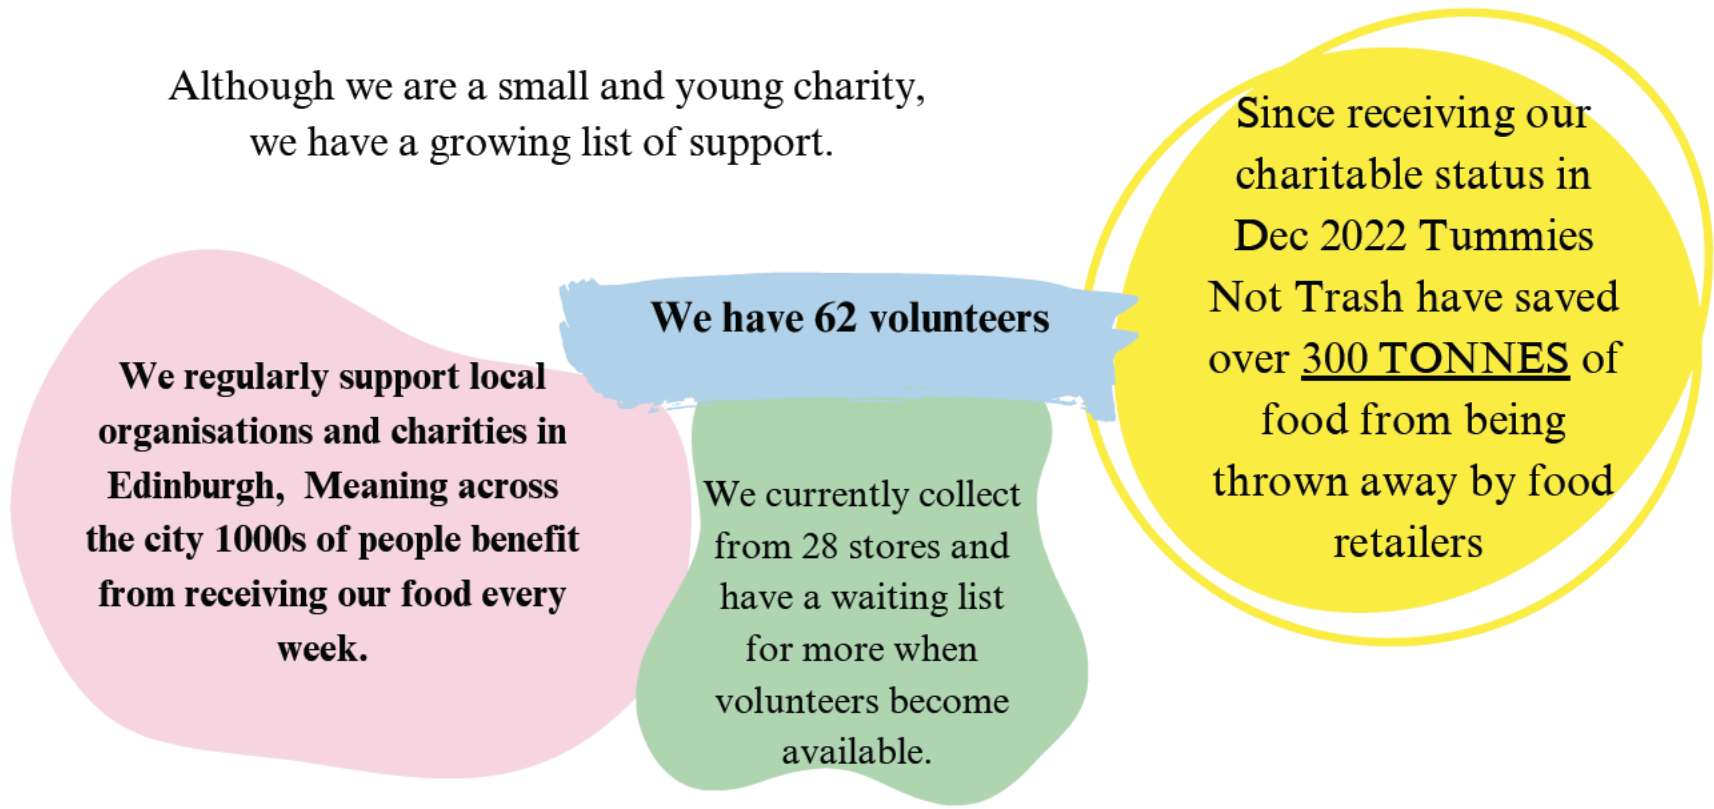 Although we are a small and young charity,
we have a growing list of support.
We regularly support local
organisations and charities in
Edinburgh,  Meaning across
the city 1000s of people benefit
from receiving our food every
week.
We have 62 volunteers
We currently collect
from 28 stores and
have a waiting list
for more when
volunteers become
available.
Since receiving our
charitable status in
Dec 2022 Tummies
Not Trash have saved
over 300 TONNES of
food from being
thrown away by food
retailers